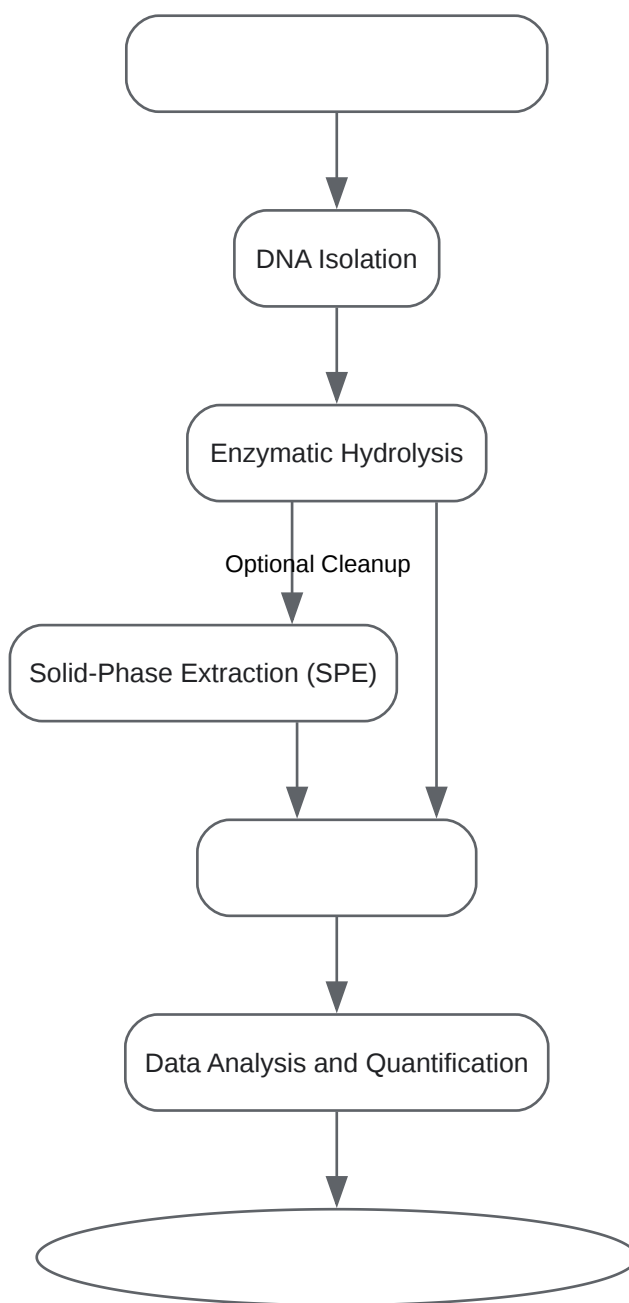 DNA Isolation
Enzymatic Hydrolysis
Optional Cleanup
Solid-Phase Extraction (SPE)
Data Analysis and Quantification